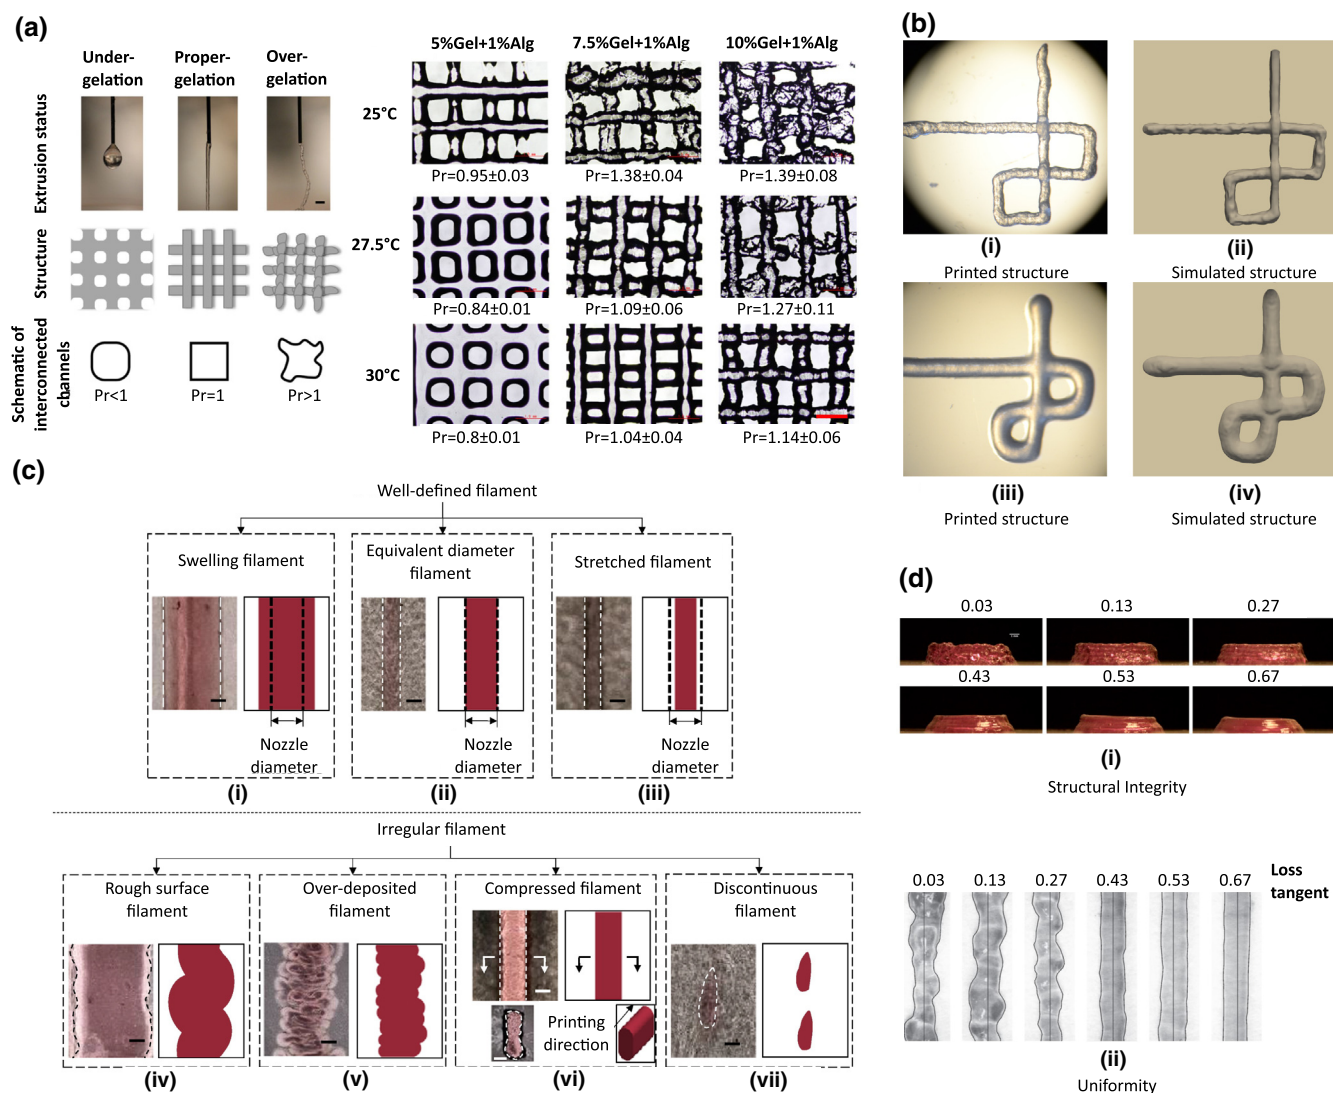 (a)
Under-
gelation
Proper-
gelation
Over-
gelation
Extrusion status
Structure
Schematic of
interconnected
cbannels
Pr<1
Pr=1
Pr>1
5%Gel+1%Alg
7.5%Gel+1%Alg
10%Gel+1%Alg
25°C
Pr=0.95±0.03
Pr=1.38±0.04
Pr=1.39±0.08
27.5°C
Pr=0.84±0.01
Pr=1.09±0.06
Pr=1.27±0.11
30°C
Pr=0.8±0.01
Pr=1.04±0.04
Pr=1.14±0.06
(b)
(i)
Printed structure
(ii)
Simulated structure
(iii)
Printed structure
(iv)
Simulated structure
(c)
Well-defined filament
Swelling filament
Nozzle
diameter
(i)
Equivalent diameter
filament
Nozzle
diameter
(ii)
Stretched filament
Nozzle
diameter
(iii)
Irregular filament
Rough surface
filament
(iv)
Over-deposited
filament
(v)
Compressed filament
Printing
direction
(vi)
Discontinuous
filament
(vii)
(d)
0.03
0.13
0.27
0.43
0.53
0.67
(i)
Structural Integrity
0.03
0.13
0.27
0.43
0.53
0.67
Loss
tangent
(ii)
Uniformity